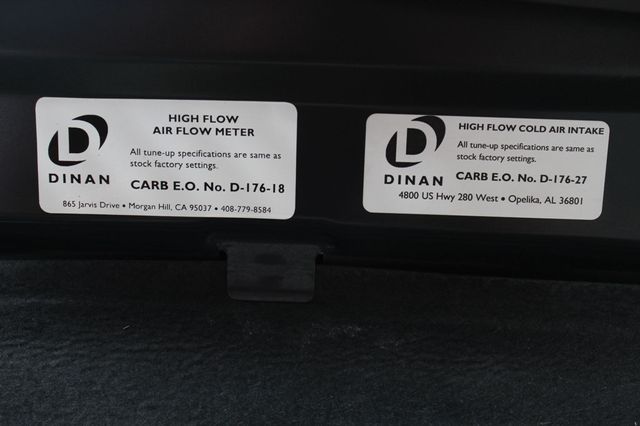 DINAN
HIGH FLOW
AIR FLOW METER
All tune-up specifications are same as
stock factory settings.
CARB E.O. No. D-176-18
865 Jarvis Drive • Morgan Hill, CA 95037 • 408-779-8584
DINAN
HIGH FLOW COLD AIR INTAKE
All tune-up specifications are same as
stock factory settings.
CARB E.O. No. D-176-27
4800 US Hwy 280 West • Opelika, AL 36801